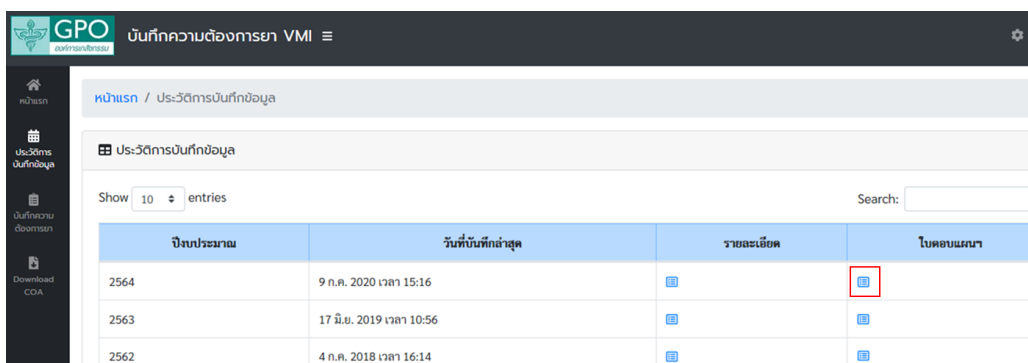 GPO
องค์การเภสัชกรรม
บันทึกความต้องการยา VMI
หน้าแรก
ประวัติการ
บันทึกข้อมูล
บันทึกความ
ต้องการยา
Download
COA
หน้าแรก / ประวัติการบันทึกข้อมูล
ประวัติการบันทึกข้อมูล
Show 10 entries
Search:
ปีงบประมาณ วันที่บันทึกล่าสุด รายละเอียด ใบตอบแผนฯ
2564 9 ก.ค. 2020 เวลา 15:16
2563 17 มิ.ย. 2019 เวลา 10:56
2562 4 ก.ค. 2018 เวลา 16:14